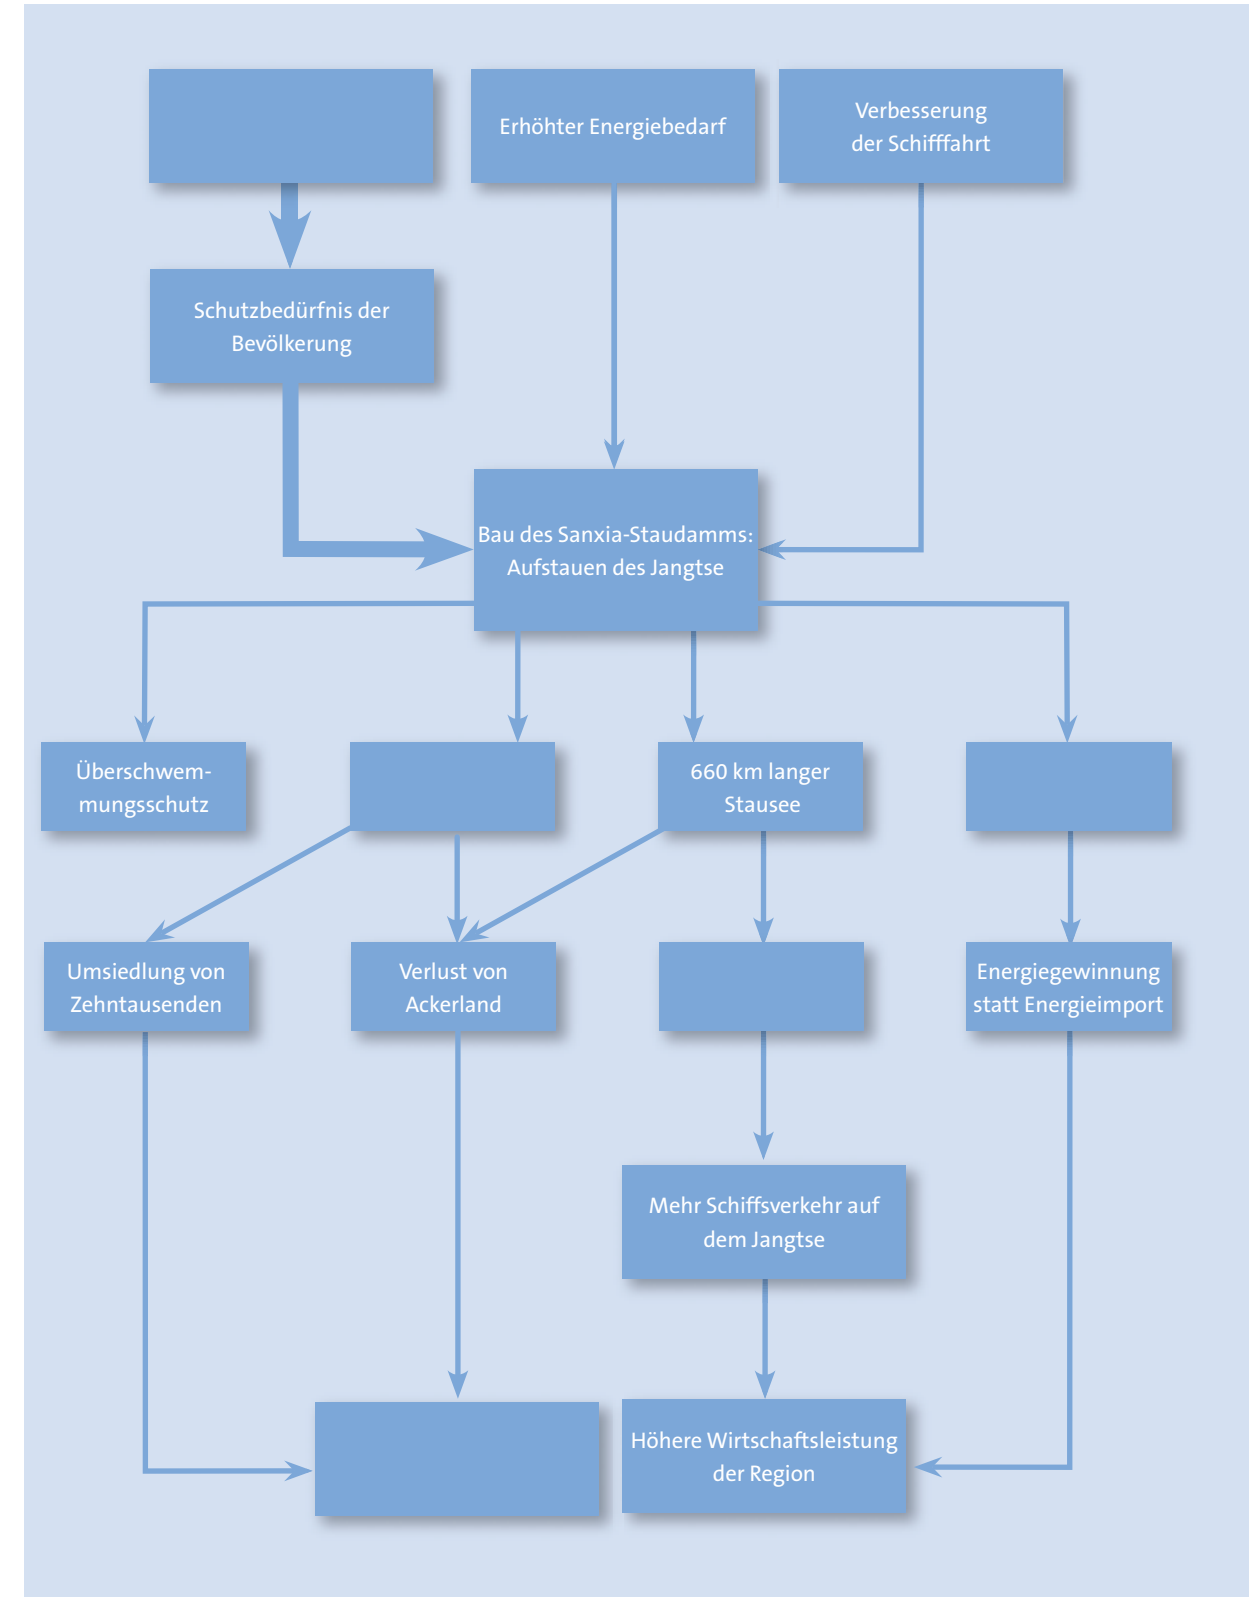 Erhöhter Energiebedarf
Verbesserung
der Schifffahrt
Schutzbedürfnis der
Bevölkerung
Bau des Sanxia-Staudamms:
Aufstauen des Jangtse
Überschwem-
mungsschutz
660 km langer
Stausee
Umsiedlung von
Zehntausenden
Verlust von
Ackerland
Energiegewinnung
statt Energieimport
Mehr Schiffsverkehr auf
dem Jangtse
Höhere Wirtschaftsleistung
der Region